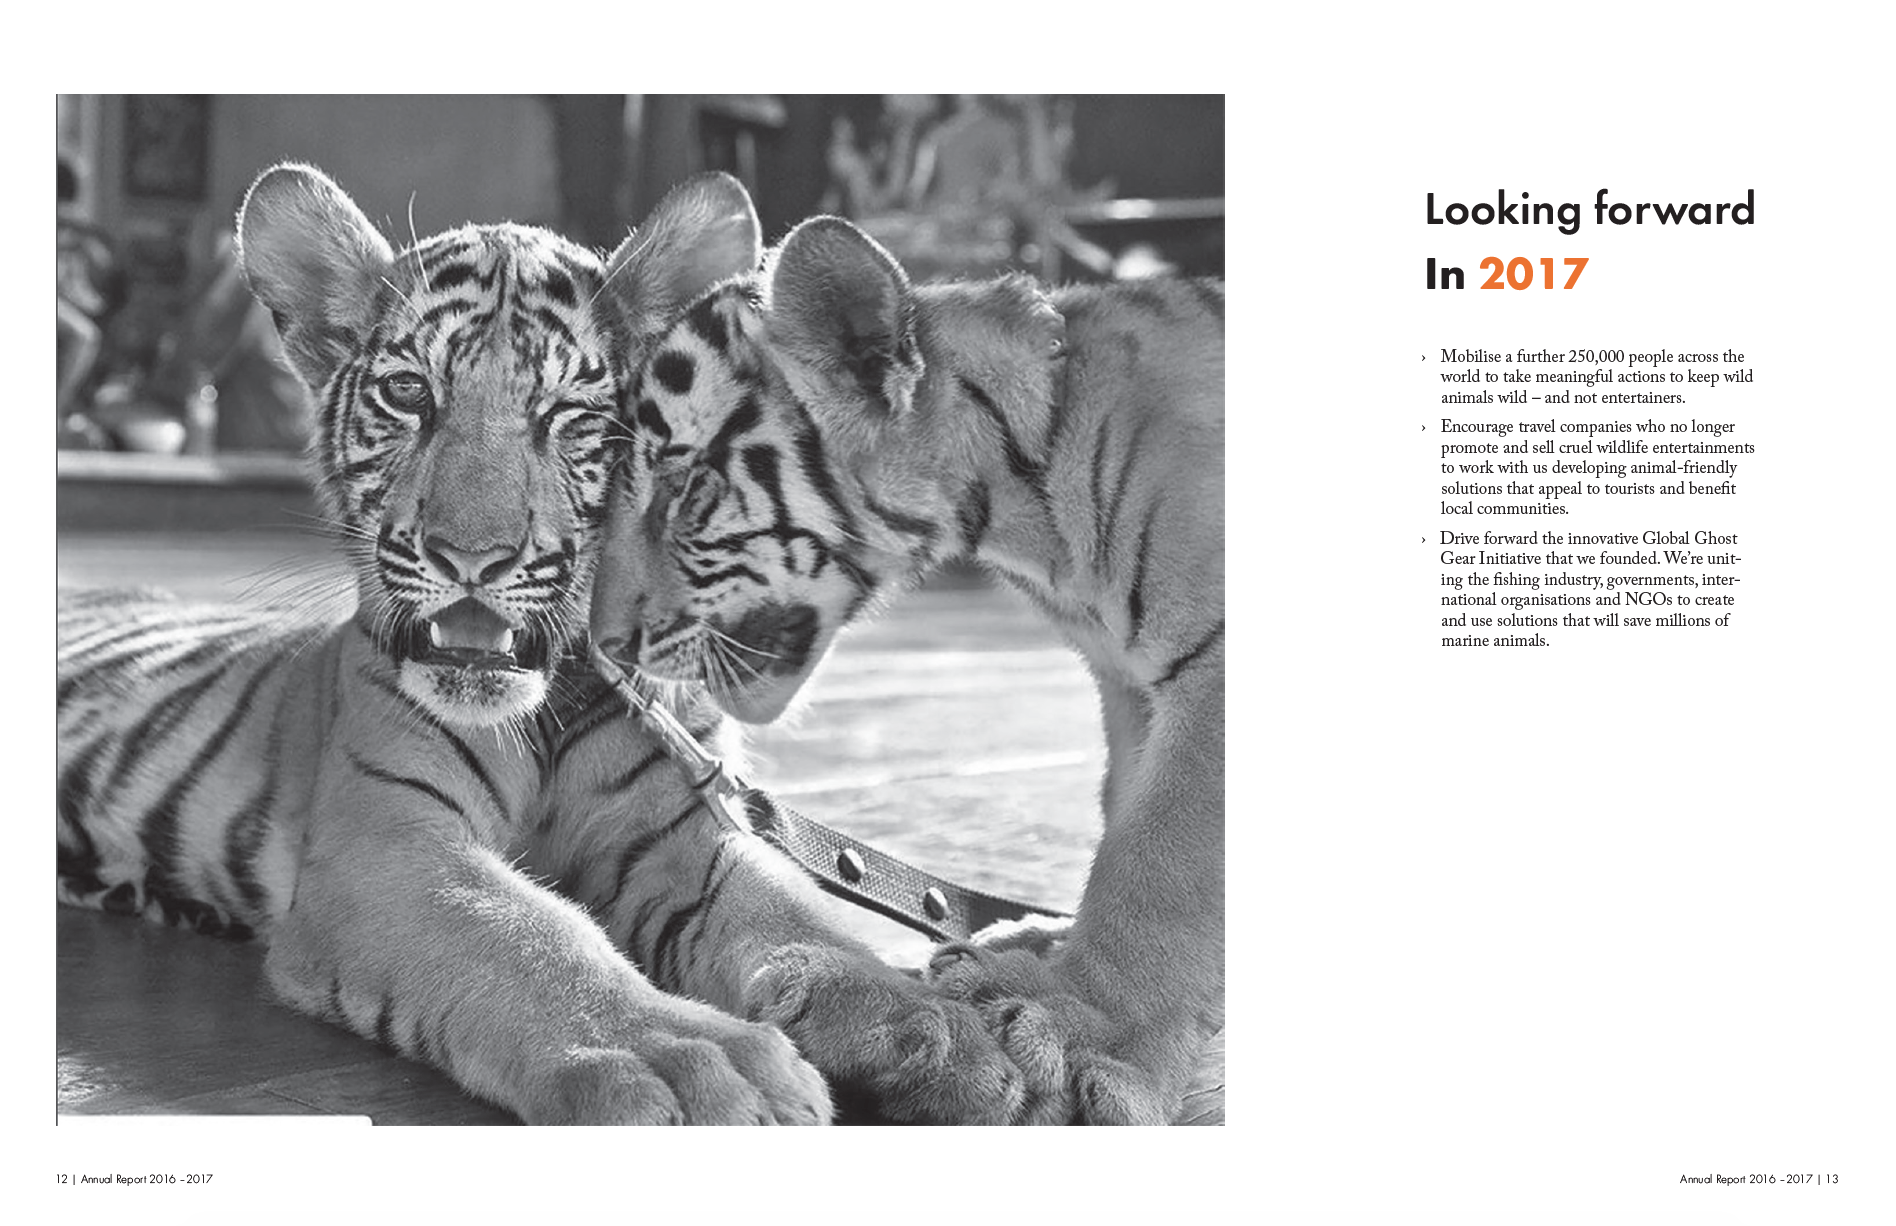 Looking forward
In 2017
› Mobilise a further 250,000 people across the
world to take meaningful actions to keep wild
animals wild – and not entertainers.
› Encourage travel companies who no longer
promote and sell cruel wildlife entertainments
to work with us developing animal-friendly
solutions that appeal to tourists and benefit
local communities.
› Drive forward the innovative Global Ghost
Gear Initiative that we founded. We’re unit-
ing the fishing industry, governments, inter-
national organisations and NGOs to create
and use solutions that will save millions of
marine animals.
12 | Annual Report 2016 –2017
Annual Report 2016 –2017 | 13